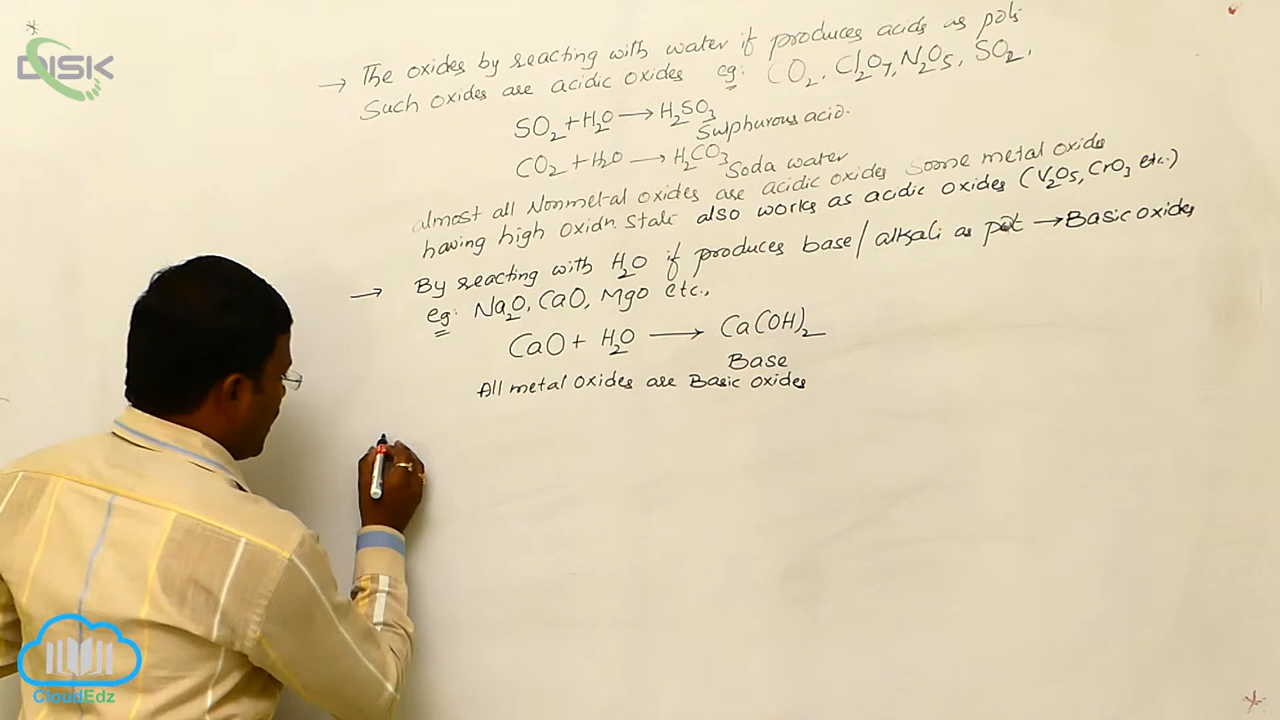 DISK
→ The oxides by reacting with water if produces acids as pdts
Such oxides are acidic oxides eg: CO₂, Cl₂O₇, N₂O₅, SO₂,
SO₂ + H₂O → H₂SO₃
Sulphurous acid.
CO₂ + H₂O → H₂CO₃
Soda water
almost all Nonmetal oxides are acidic oxides Some metal oxide
having high Oxidn. State also works as acidic oxides (V₂O₅, CrO₃ etc.)
→ By reacting with H₂O if produces base/alkali as pdt → Basic oxides
eg: Na₂O, CaO, Mgo etc.,
CaO + H₂O → Ca(OH)₂
Base
All metal oxides are Basic oxides
CloudEdz